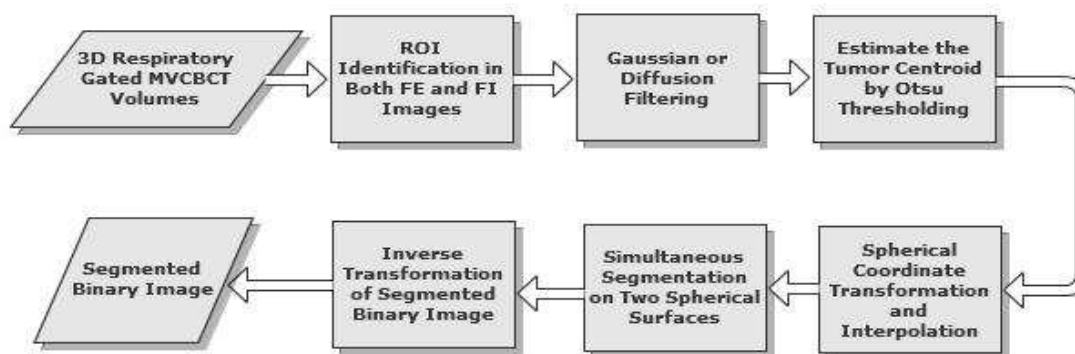 3D Respiratory
Gated MVCBCT
Volumes
ROI
Identification in
Both FE and FI
Images
Gaussian or
Diffusion
Filtering
Estimate the
Tumor Centroid
by Otsu
Thresholding
Spherical
Coordinate
Transformation
and
Interpolation
Simultaneous
Segmentation
on Two Spherical
Surfaces
Inverse
Transformation
of Segmented
Binary Image
Segmented
Binary Image